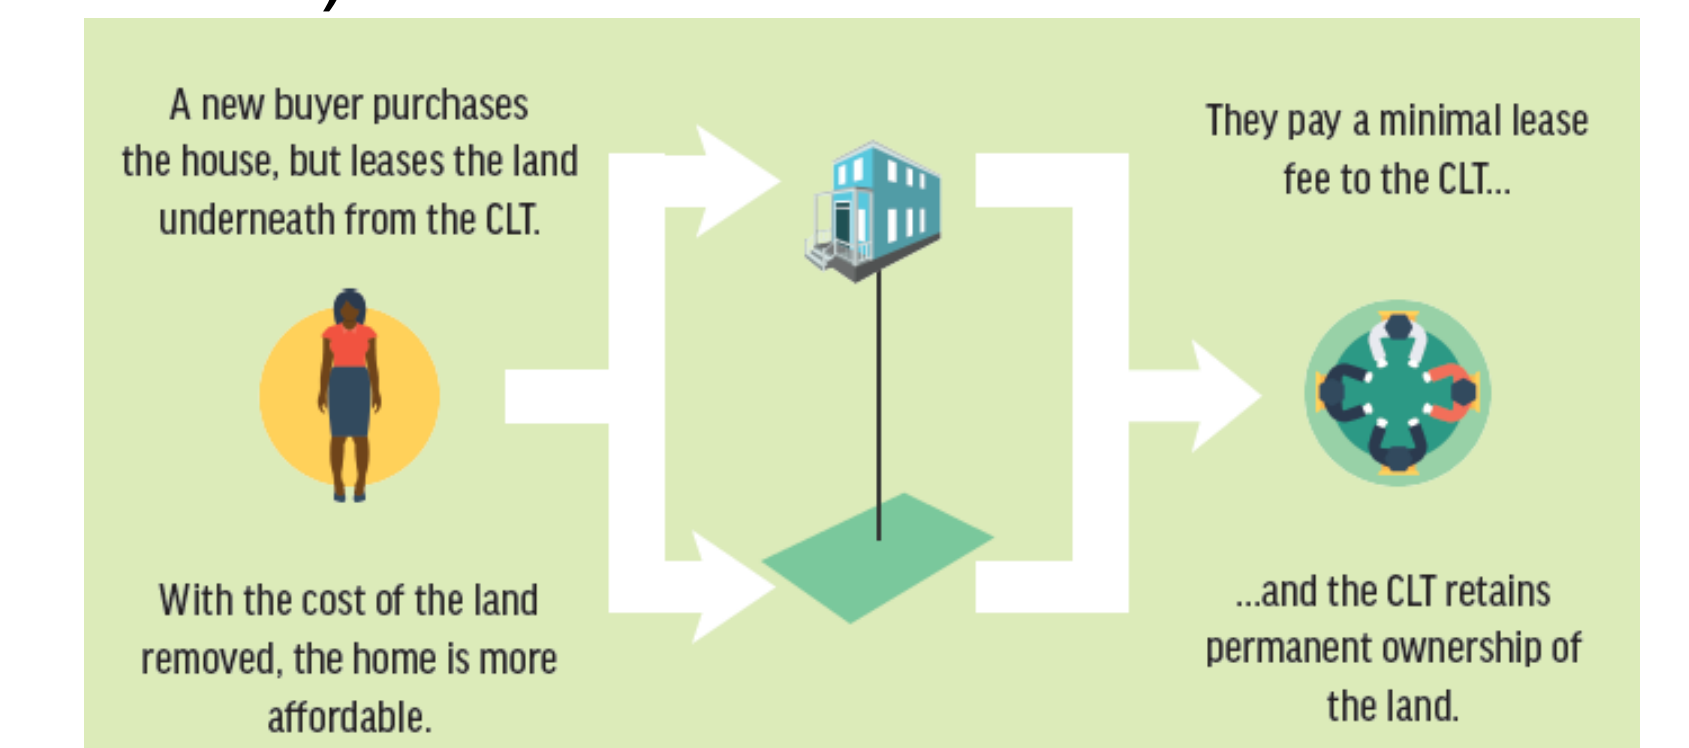 A new buyer purchases
the house, but leases the land
underneath from the CLT.
With the cost of the land
removed, the home is more
affordable.
They pay a minimal lease
fee to the CLT...
...and the CLT retains
permanent ownership of
the land.